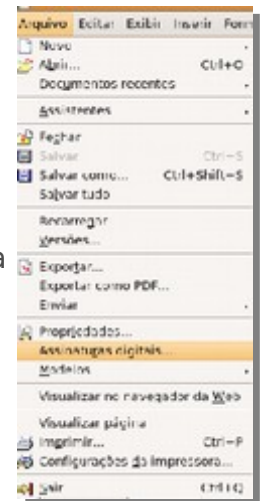 Arquivo Editar Exibir Inserir Form
Novo
Abrir... Ctrl+O
Documentos recentes
Assistentes
Fechar
Salvar Ctrl+S
Salvar como... Ctrl+Shift+S
Salvar tudo
Recarregar
Versões...
a
Exportar...
Exportar como PDF...
Enviar
Propriedades...
Assinaturas digitais...
Modelos
Visualizar no navegador da Web
Visualizar página
Imprimir... Ctrl+P
Configurações da impressora...
Sair Ctrl+Q